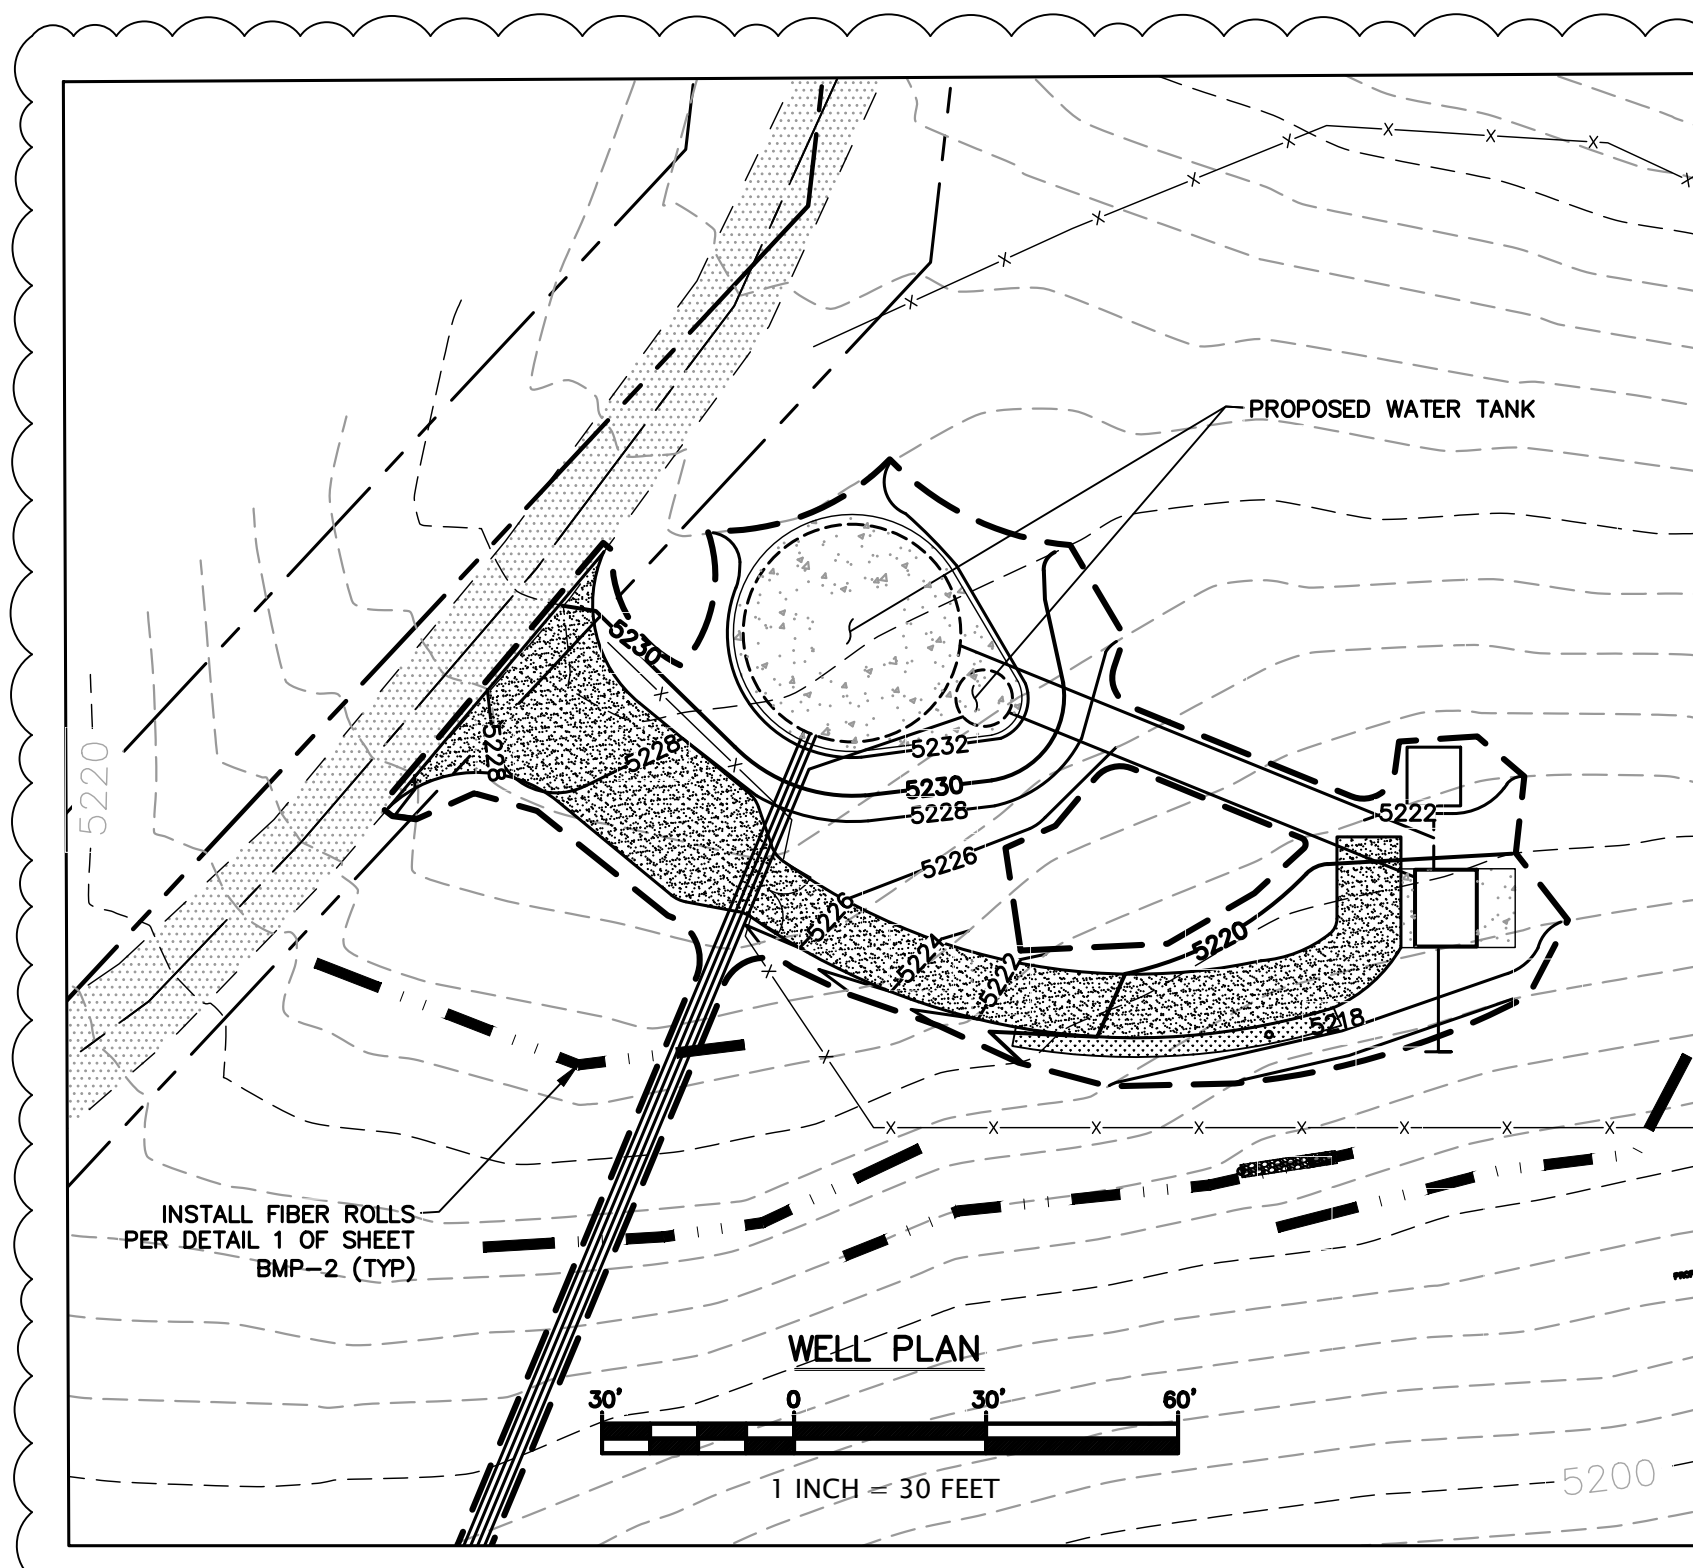 PROPOSED WATER TANK
5230
5228
5228
5232
5230
5228
5222
5220
5226
5226
5224
5222
5220
5218
INSTALL FIBER ROLLS
PER DETAIL 1 OF SHEET
BMP-2 (TYP)
WELL PLAN
30' 0 30' 60'
1 INCH = 30 FEET
5200